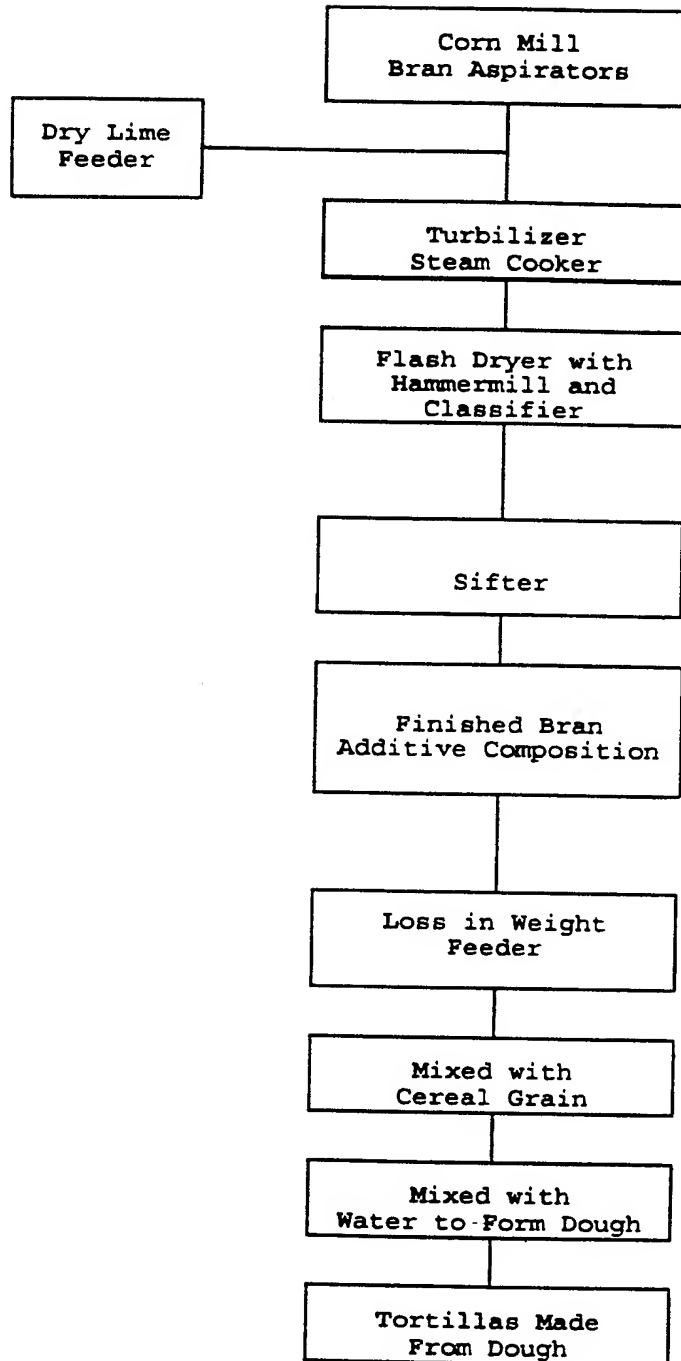 Corn Mill
Bran Aspirators
Dry Lime
Feeder
Turbilizer
Steam Cooker
Flash Dryer with
Hammermill and
Classifier
Sifter
Finished Bran
Additive Composition
Loss in Weight
Feeder
Mixed with
Cereal Grain
Mixed with
Water to Form Dough
Tortillas Made
From Dough